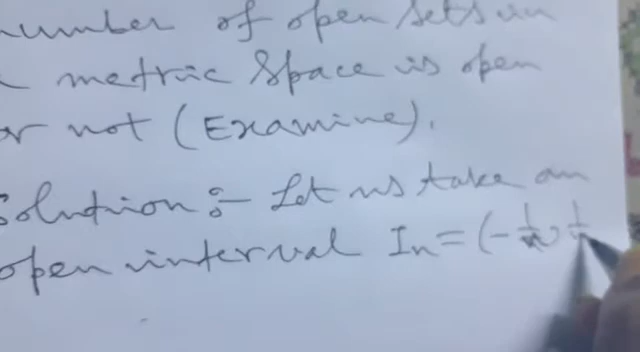 number of open sets in
a metric space is open
or not (Examine).
Solution :- Let us take an
open interval In = (-1/n, 1/